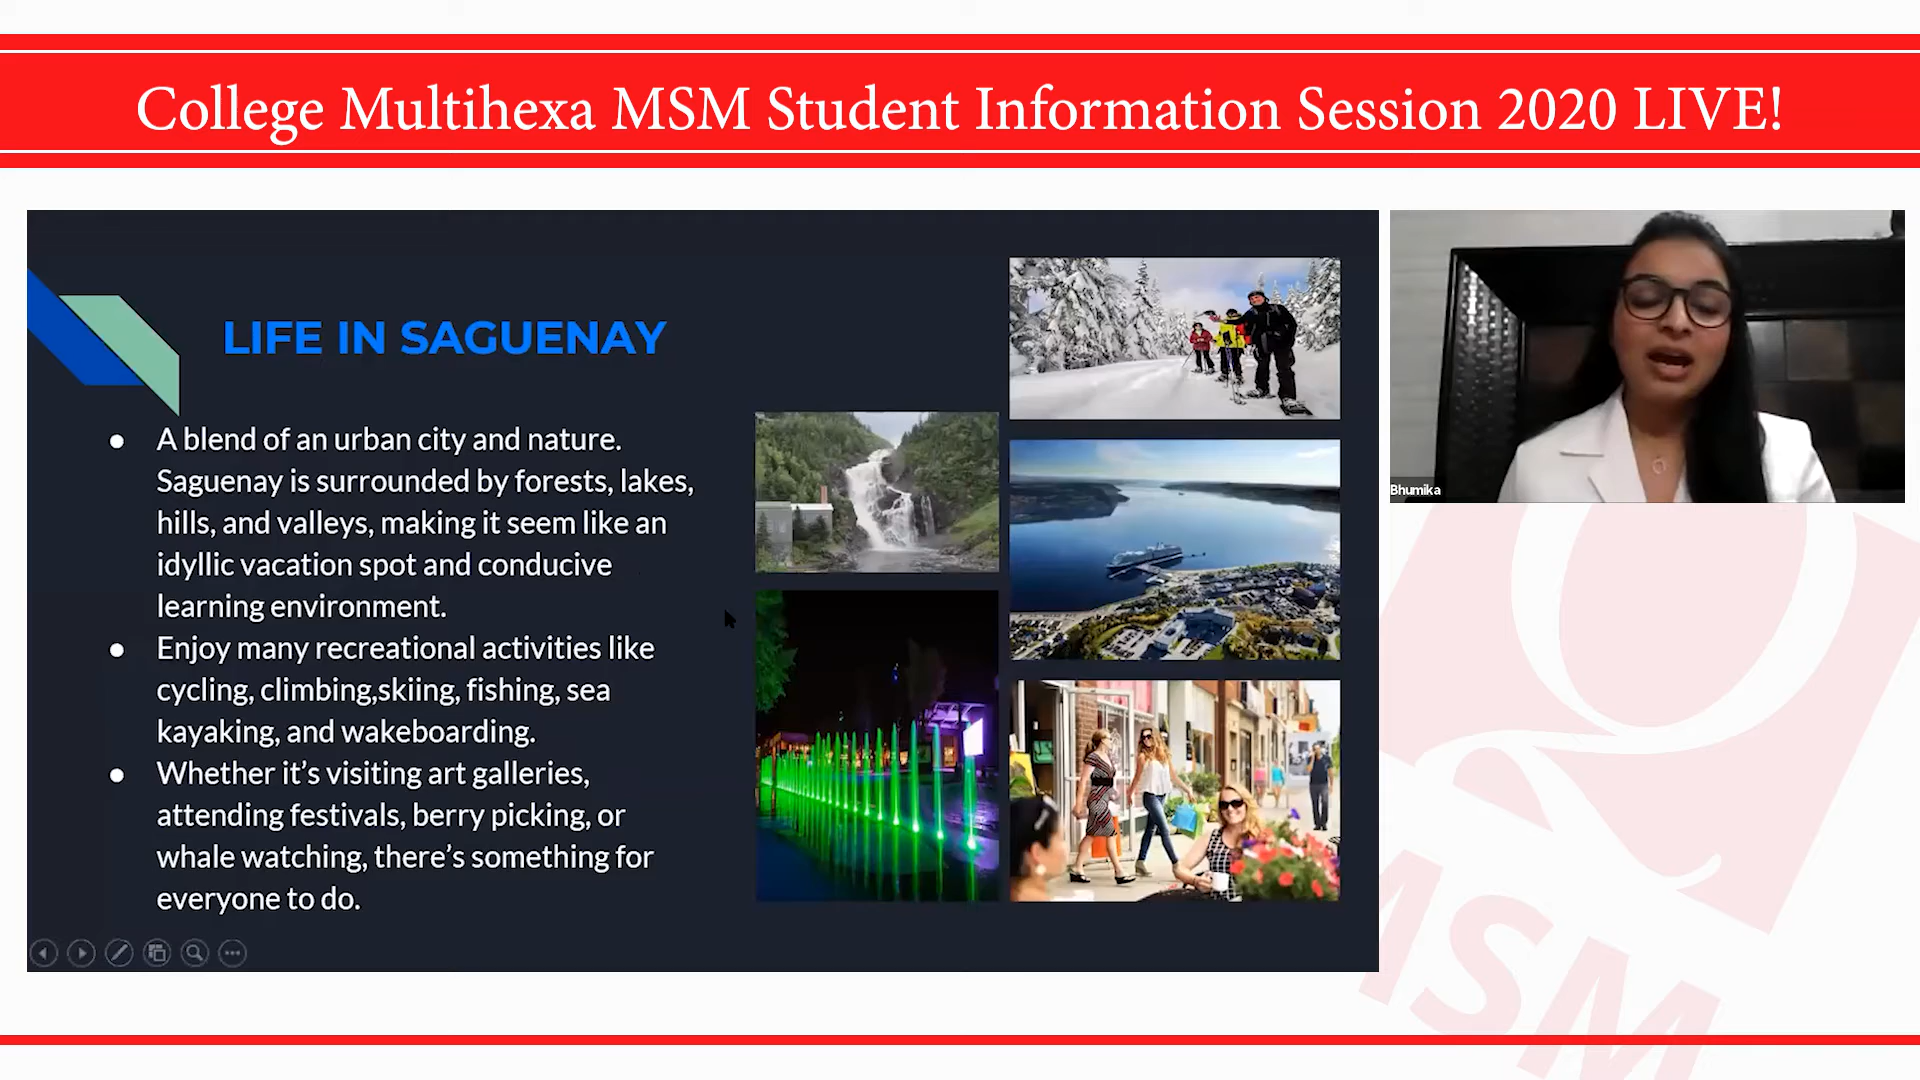 College Multihexa MSM Student Information Session 2020 LIVE!
LIFE IN SAGUENAY
● A blend of an urban city and nature.
Saguenay is surrounded by forests, lakes,
hills, and valleys, making it seem like an
idyllic vacation spot and conducive
learning environment.
● Enjoy many recreational activities like
cycling, climbing,skiing, fishing, sea
kayaking, and wakeboarding.
● Whether it’s visiting art galleries,
attending festivals, berry picking, or
whale watching, there’s something for
everyone to do.
Bhumika
MSM